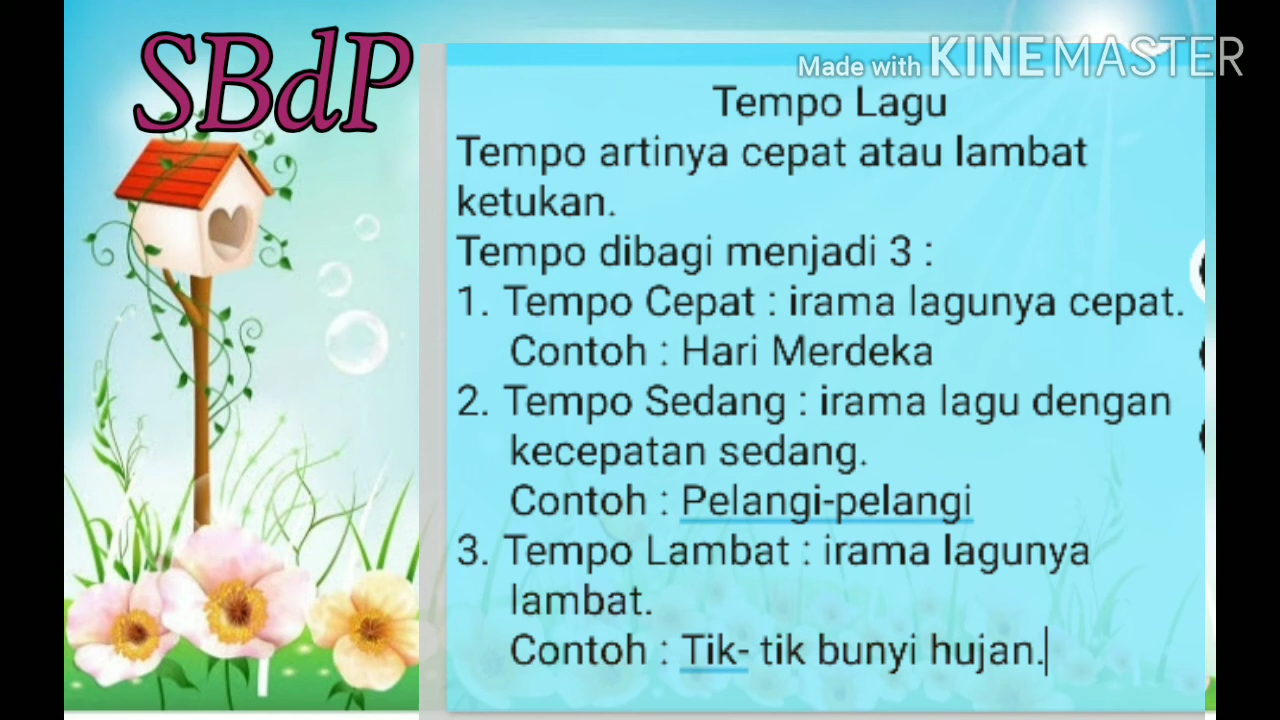 SBdP
Made with KINEMASTER
Tempo Lagu
Tempo artinya cepat atau lambat
ketukan.
Tempo dibagi menjadi 3 :
1. Tempo Cepat : irama lagunya cepat.
Contoh : Hari Merdeka
2. Tempo Sedang : irama lagu dengan
kecepatan sedang.
Contoh : Pelangi-pelangi
3. Tempo Lambat : irama lagunya
lambat.
Contoh : Tik- tik bunyi hujan.